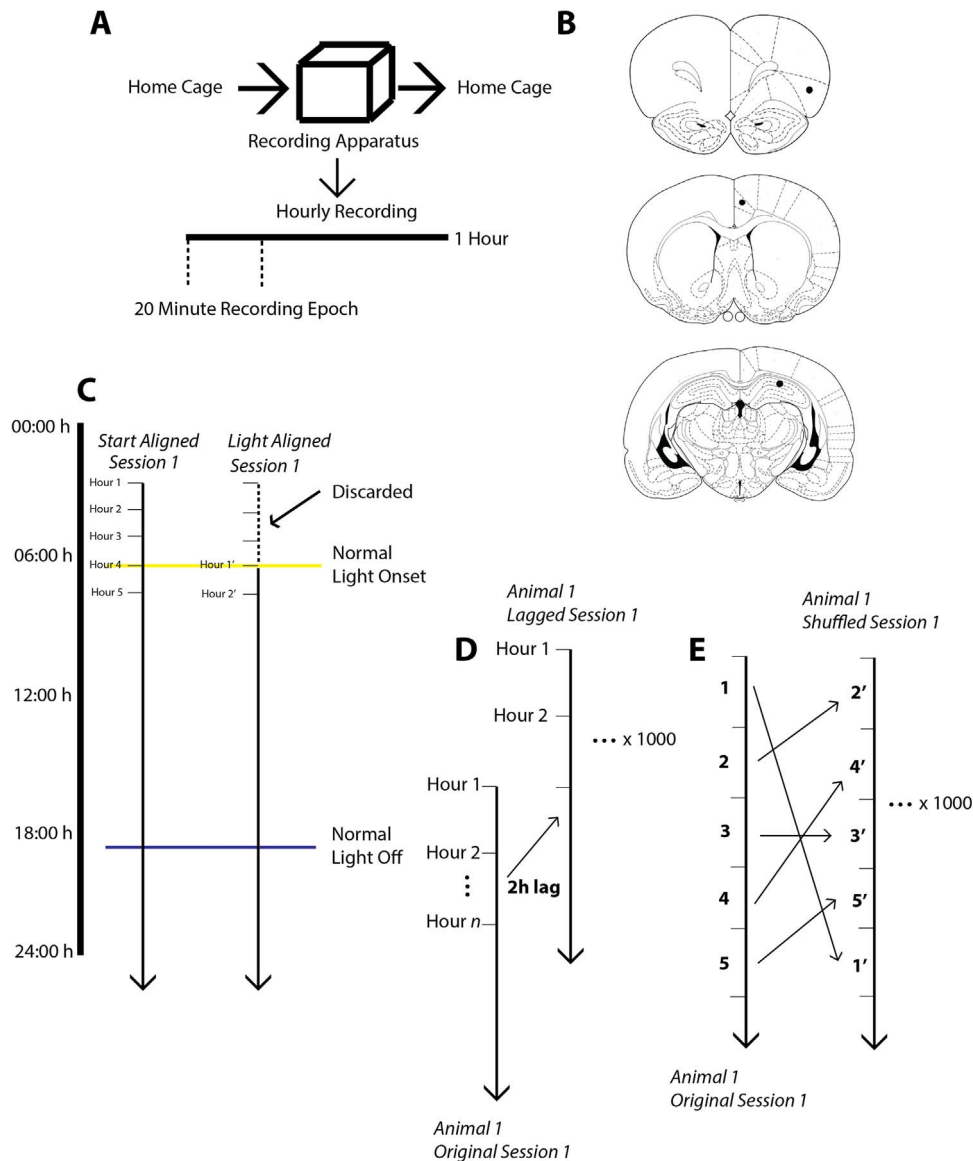 A
Home Cage
Home Cage
Recording Apparatus
Hourly Recording
1 Hour
20 Minute Recording Epoch
B
C
00:00 h
06:00 h
12:00 h
18:00 h
24:00 h
Start Aligned
Session 1
Hour 1
Hour 2
Hour 3
Hour 4
Hour 5
Light Aligned
Session 1
Hour 1'
Hour 2'
Discarded
Normal
Light Onset
Normal
Light Off
D
Animal 1
Lagged Session 1
Hour 1
Hour 2
••• x 1000
Hour 1
Hour 2
Hour n
2h lag
Animal 1
Original Session 1
E
Animal 1
Shuffled Session 1
1
2
3
4
5
2'
4'
3'
5'
1'
••• x 1000
Animal 1
Original Session 1